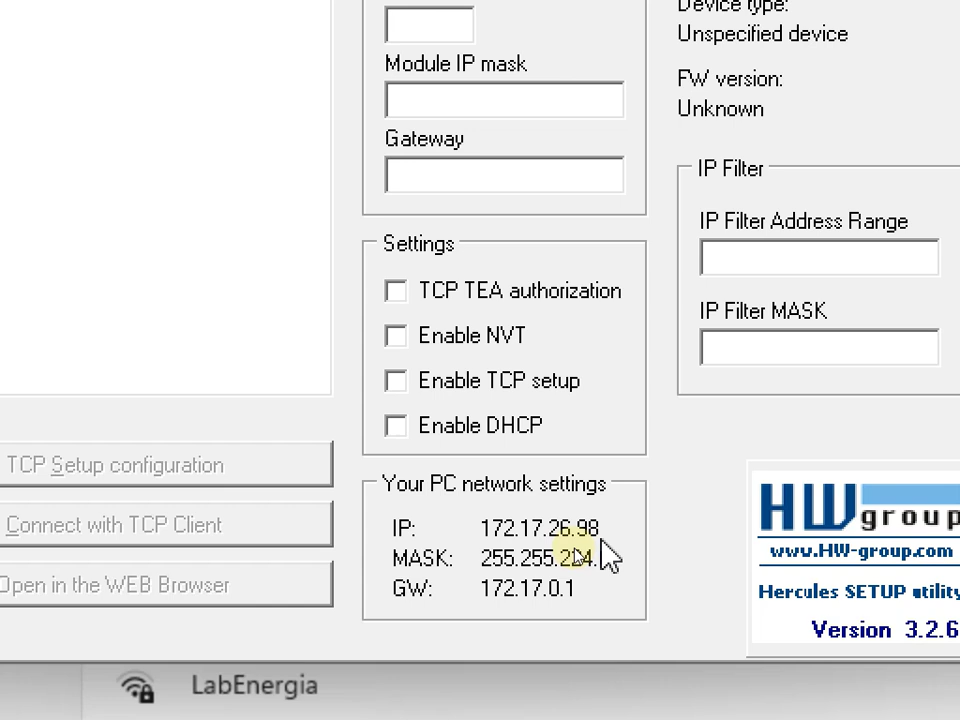 Device type:
Unspecified device
Module IP mask
FW version:
Unknown
Gateway
IP Filter
IP Filter Address Range
IP Filter MASK
Settings
TCP TEA authorization
Enable NVT
Enable TCP setup
Enable DHCP
TCP Setup configuration
Connect with TCP Client
Open in the WEB Browser
Your PC network settings
IP: 172.17.26.98
MASK:
GW: 172.17.0.1
HW group
www.HW-group.com
Hercules SETUP utility
Version 3.2.6
LabEnergia